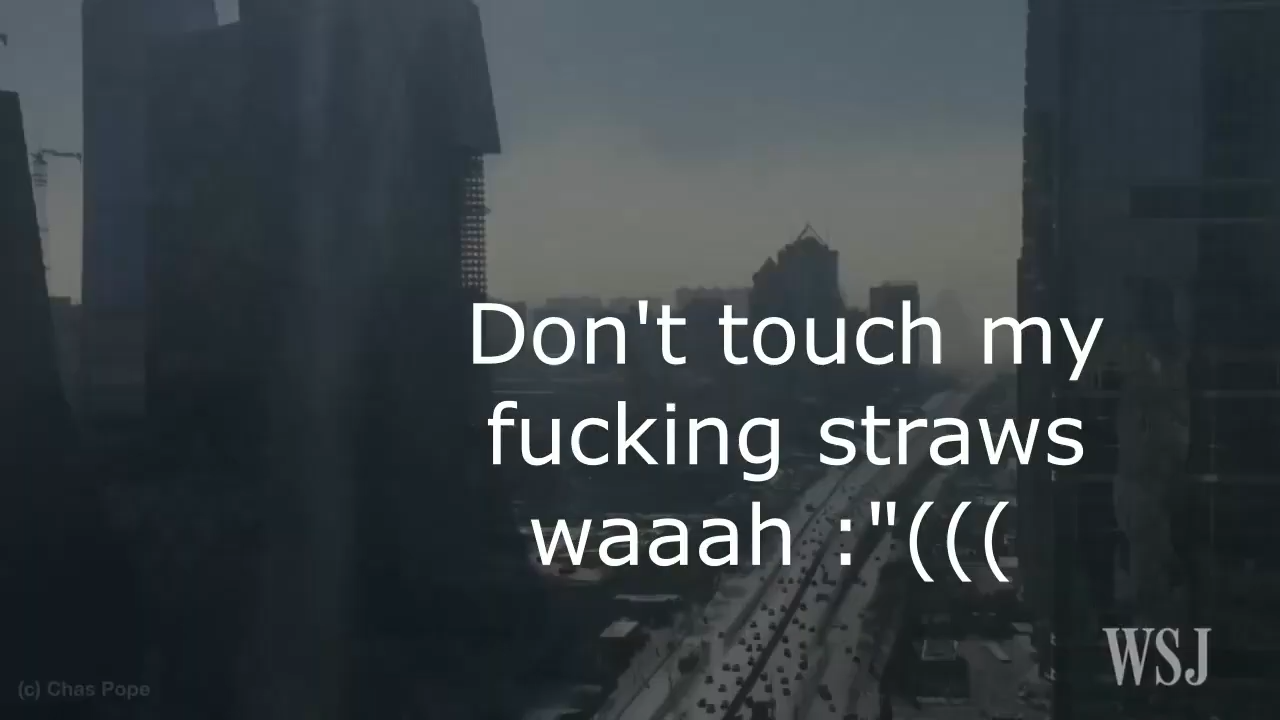 Don't touch my
fucking straws
waaah :"(((
WSJ
(c) Chas Pope